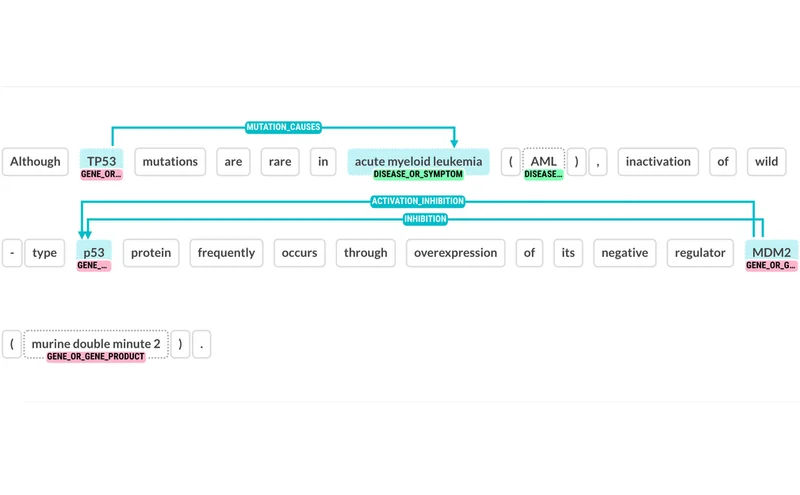 MUTATION_CAUSES
Although TP53 mutations are rare in acute myeloid leukemia ( AML ) , inactivation of wild
GENE_OR... DISEASE_OR_SYMPTOM DISEASE...
ACTIVATION_INHIBITION
INHIBITION
- type p53 protein frequently occurs through overexpression of its negative regulator MDM2
GENE_... GENE_OR_G...
( murine double minute 2 ) .
GENE_OR_GENE_PRODUCT